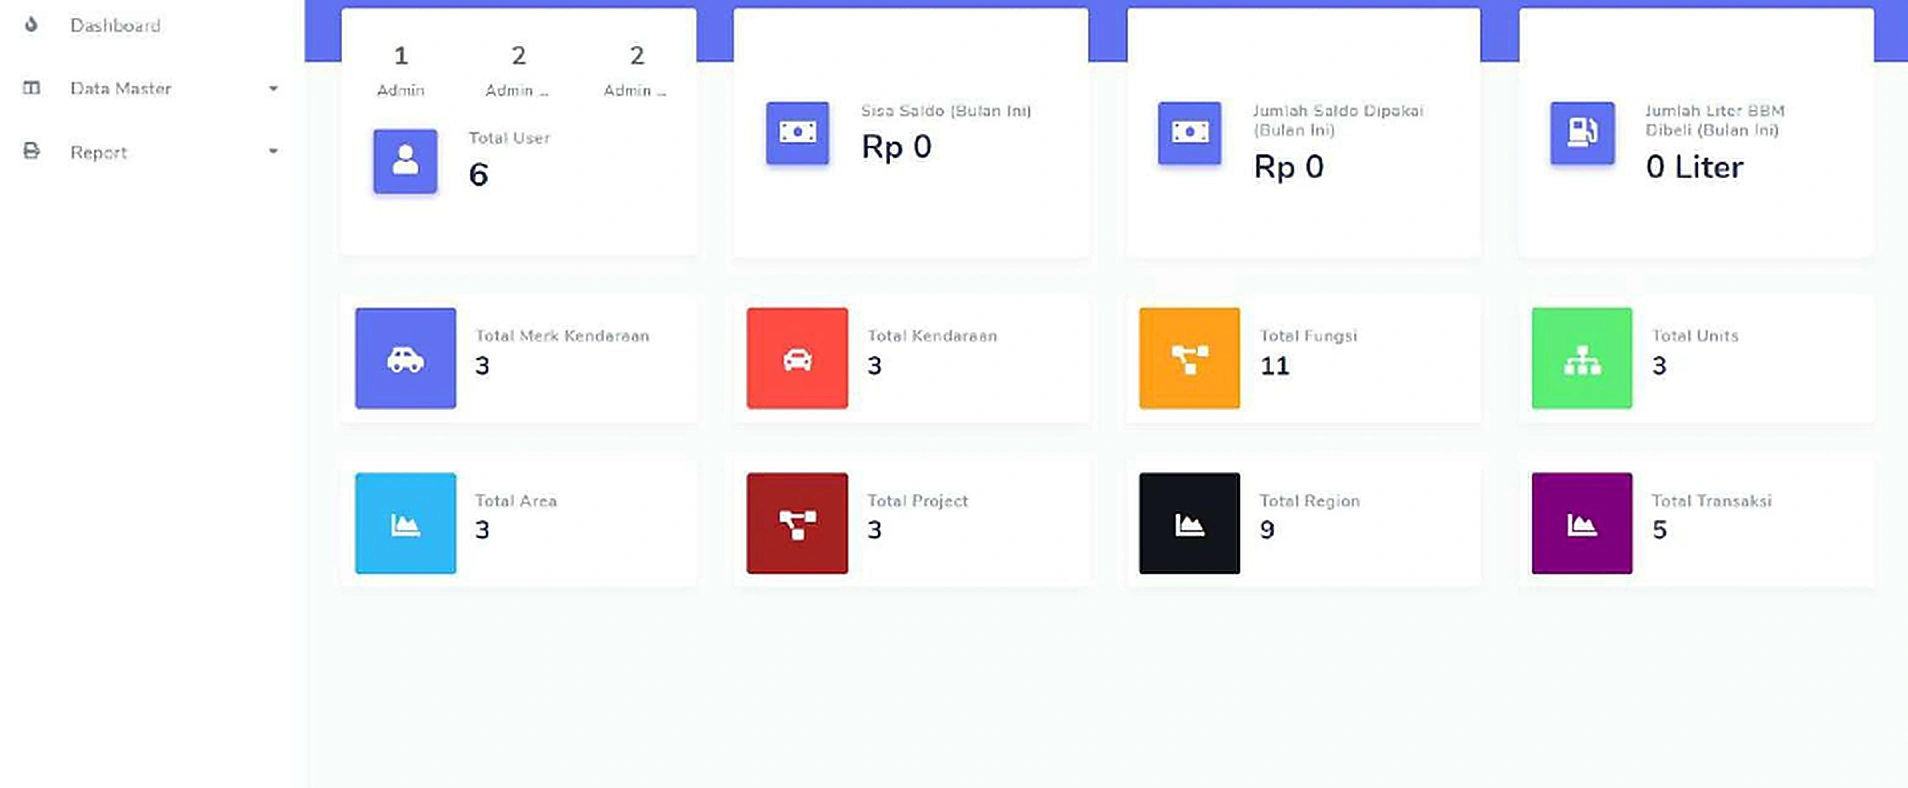 Dashboard
Data Master
Report
1 2 2
Admin Admin ... Admin ...
Total User
6
Sisa Saldo (Bulan Ini)
Rp 0
Jumlah Saldo Dipakai
(Bulan Ini)
Rp 0
Jumlah Liter BBM
Dibeli (Bulan Ini)
0 Liter
Total Merk Kendaraan
3
Total Kendaraan
3
Total Fungsi
11
Total Units
3
Total Area
3
Total Project
3
Total Region
9
Total Transaksi
5